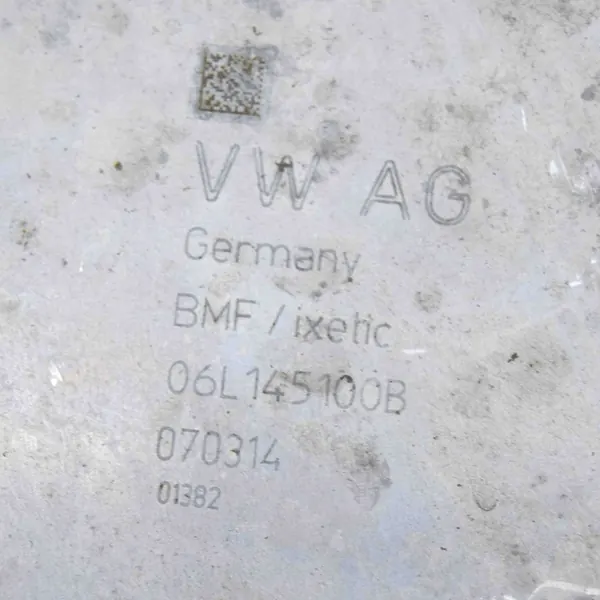 VW AG
Germany
BMF / ixetic
06L145100B
070314
01382